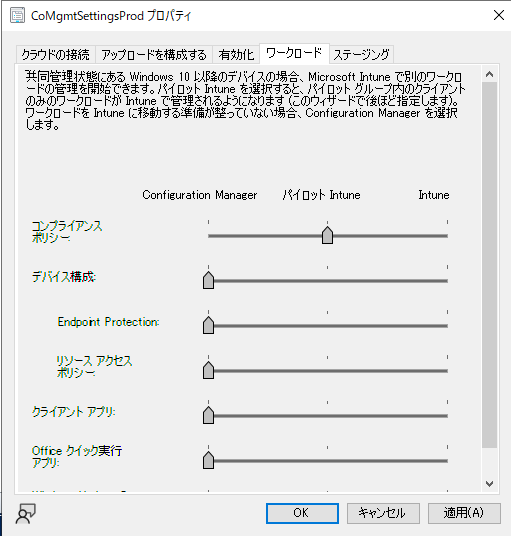 CoMgmtSettingsProd プロパティ
クラウドの接続 アップロードを構成する 有効化 ワークロード ステージング
共同管理状態にある Windows 10 以降のデバイスの場合、Microsoft Intune で別のワークロ
ードの管理を開始できます。パイロット Intune を選択すると、パイロット グループ内のクライアント
のみのワークロードが Intune で管理されるようになります (このウィザードで後ほど指定します)。
ワークロードを Intune に移動する準備が整っていない場合、Configuration Manager を選択
します。
Configuration Manager パイロット Intune Intune
コンプライアンス
ポリシー:
デバイス構成:
Endpoint Protection:
リソース アクセス
ポリシー:
クライアント アプリ:
Office クイック実行
アプリ:
OK キャンセル 適用(A)